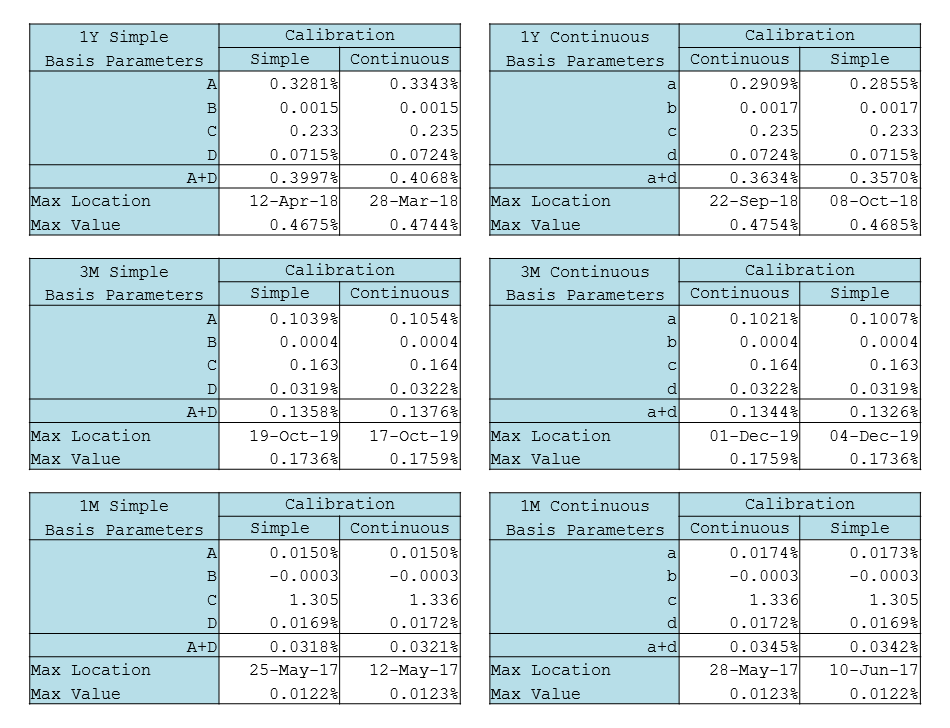 1Y Simple Calibration
Basis Parameters Simple Continuous
A 0.3281% 0.3343%
B 0.0015 0.0015
C 0.233 0.235
D 0.0715% 0.0724%
A+D 0.3997% 0.4068%
Max Location 12-Apr-18 28-Mar-18
Max Value 0.4675% 0.4744%
1Y Continuous Calibration
Basis Parameters Continuous Simple
a 0.2909% 0.2855%
b 0.0017 0.0017
c 0.235 0.233
d 0.0724% 0.0715%
a+d 0.3634% 0.3570%
Max Location 22-Sep-18 08-Oct-18
Max Value 0.4754% 0.4685%
3M Simple Calibration
Basis Parameters Simple Continuous
A 0.1039% 0.1054%
B 0.0004 0.0004
C 0.163 0.164
D 0.0319% 0.0322%
A+D 0.1358% 0.1376%
Max Location 19-Oct-19 17-Oct-19
Max Value 0.1736% 0.1759%
3M Continuous Calibration
Basis Parameters Continuous Simple
a 0.1021% 0.1007%
b 0.0004 0.0004
c 0.164 0.163
d 0.0322% 0.0319%
a+d 0.1344% 0.1326%
Max Location 01-Dec-19 04-Dec-19
Max Value 0.1759% 0.1736%
1M Simple Calibration
Basis Parameters Simple Continuous
A 0.0150% 0.0150%
B -0.0003 -0.0003
C 1.305 1.336
D 0.0169% 0.0172%
A+D 0.0318% 0.0321%
Max Location 25-May-17 12-May-17
Max Value 0.0122% 0.0123%
1M Continuous Calibration
Basis Parameters Continuous Simple
a 0.0174% 0.0173%
b -0.0003 -0.0003
c 1.336 1.305
d 0.0172% 0.0169%
a+d 0.0345% 0.0342%
Max Location 28-May-17 10-Jun-17
Max Value 0.0123% 0.0122%